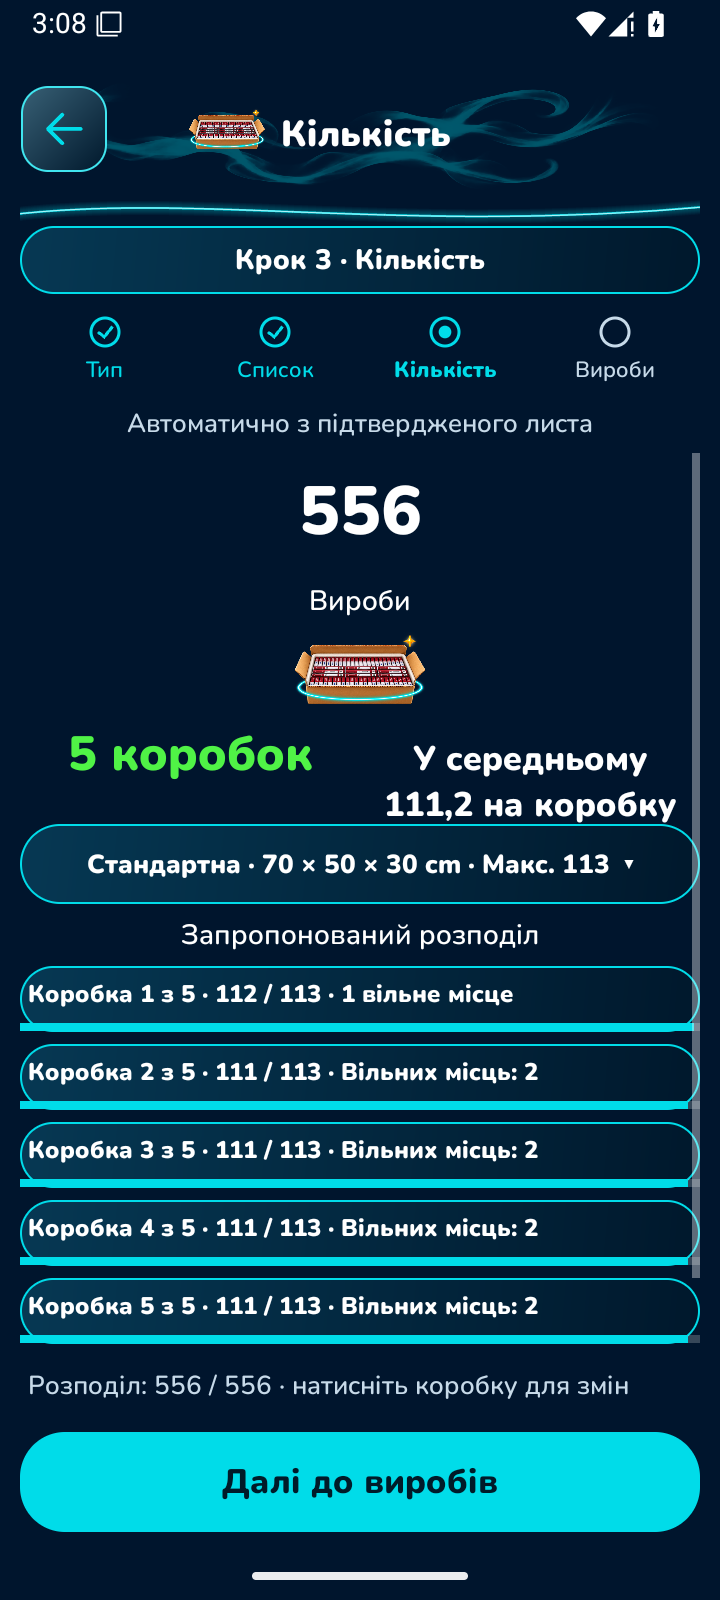 3:08
Кількість
Крок 3 · Кількість
Тип
Список
Кількість
Вироби
Автоматично з підтвердженого листа
556
Вироби
5 коробок
У середньому
111,2 на коробку
Стандартна · 70 × 50 × 30 cm · Макс. 113 ▼
Запропонований розподіл
Коробка 1 з 5 · 112 / 113 · 1 вільне місце
Коробка 2 з 5 · 111 / 113 · Вільних місць: 2
Коробка 3 з 5 · 111 / 113 · Вільних місць: 2
Коробка 4 з 5 · 111 / 113 · Вільних місць: 2
Коробка 5 з 5 · 111 / 113 · Вільних місць: 2
Розподіл: 556 / 556 · натисніть коробку для змін
Далі до виробів